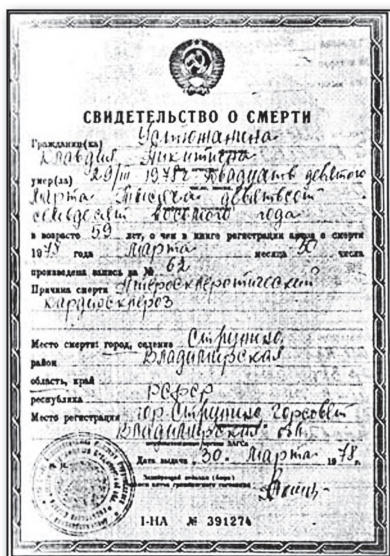 СВИДЕТЕЛЬСТВО О СМЕРТИ
Гражданин(ка) Устюжанина
Клавдия Никитична
умер(ла) 29/III 1978г Двадцать девятого
марта тысяча девятьсот
семьдесят восьмого года
в возрасте 59 лет, о чем в книге регистрации актов о смерти
1978 года марта месяца 30 числа
произведена запись за № 62
Причина смерти Атеросклеротический
кардиосклероз
Место смерти: город, селение Струнино
район Владимирская
область, край
республика РСФСР
Место регистрации гор. Струнино Горсовет
Владимирская обл.
Дата выдачи „30„ марта 1978 г.
I-НА № 391274